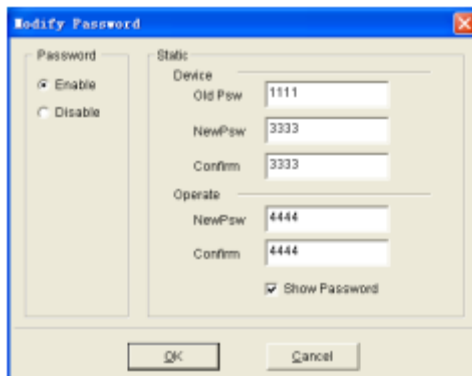 Modify Password
Password
Enable
Disable
Static
Device
Old Psw 1111
NewPsw 3333
Confirm 3333
Operate
NewPsw 4444
Confirm 4444
Show Password
OK Cancel